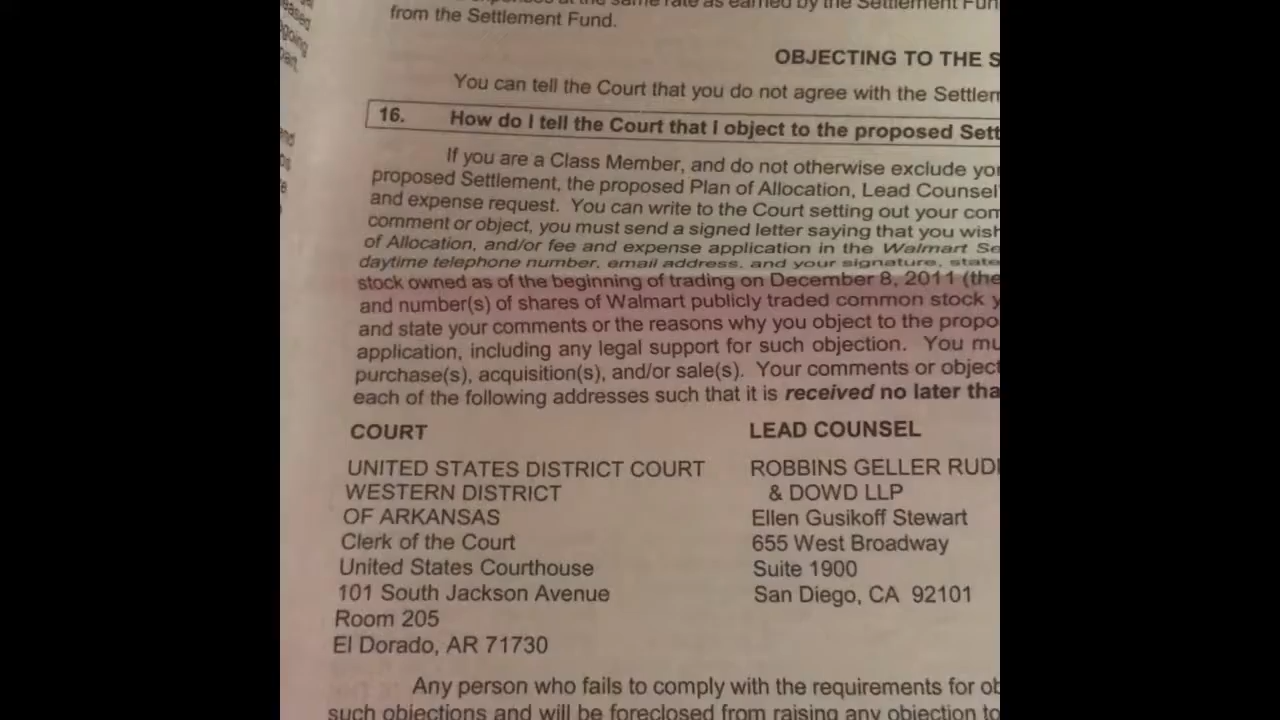 expenses at the same rate as earned by the Settlement Fun
from the Settlement Fund.
OBJECTING TO THE S
You can tell the Court that you do not agree with the Settlem
16. How do I tell the Court that I object to the proposed Sett
If you are a Class Member, and do not otherwise exclude you
proposed Settlement, the proposed Plan of Allocation, Lead Counsel'
and expense request. You can write to the Court setting out your com
comment or object, you must send a signed letter saying that you wish
of Allocation, and/or fee and expense application in the Walmart Se
daytime telephone number, email address, and your signature, state
stock owned as of the beginning of trading on December 8, 2011 (the
and number(s) of shares of Walmart publicly traded common stock y
and state your comments or the reasons why you object to the propo
application, including any legal support for such objection. You mu
purchase(s), acquisition(s), and/or sale(s). Your comments or object
each of the following addresses such that it is received no later tha
COURT
UNITED STATES DISTRICT COURT
WESTERN DISTRICT
OF ARKANSAS
Clerk of the Court
United States Courthouse
101 South Jackson Avenue
Room 205
El Dorado, AR 71730
LEAD COUNSEL
ROBBINS GELLER RUD
& DOWD LLP
Ellen Gusikoff Stewart
655 West Broadway
Suite 1900
San Diego, CA 92101
Any person who fails to comply with the requirements for ob
such objections and will be foreclosed from raising any objection to